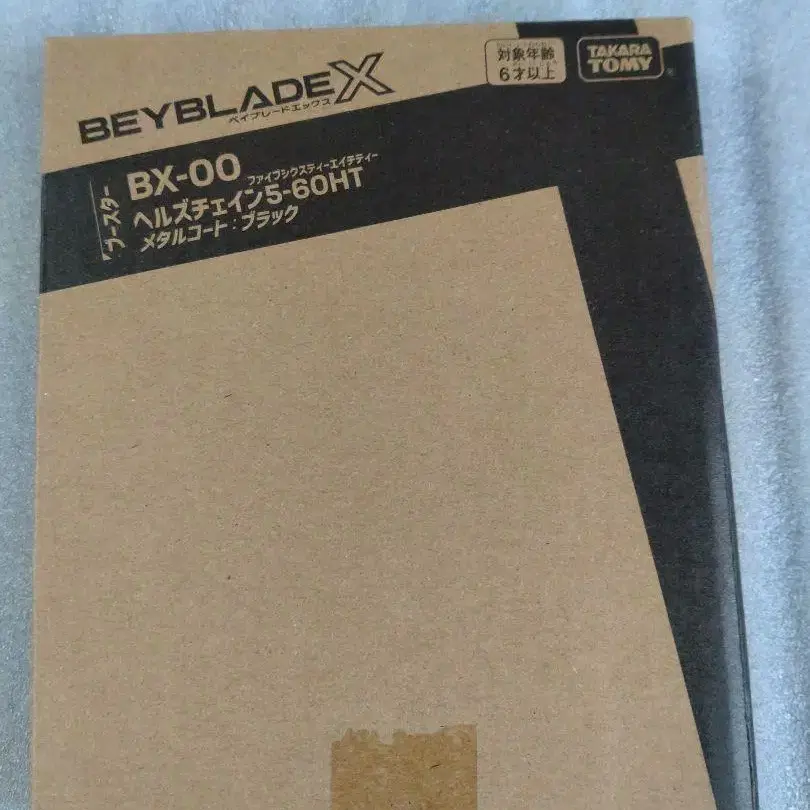 BEYBLADE X
ベイブレードエックス
対象年齢
6才以上
TAKARA
TOMY
ブースター
BX-00
ファイブシクスティーエイチティー
ヘルズチェイン5-60HT
メタルコート:ブラック